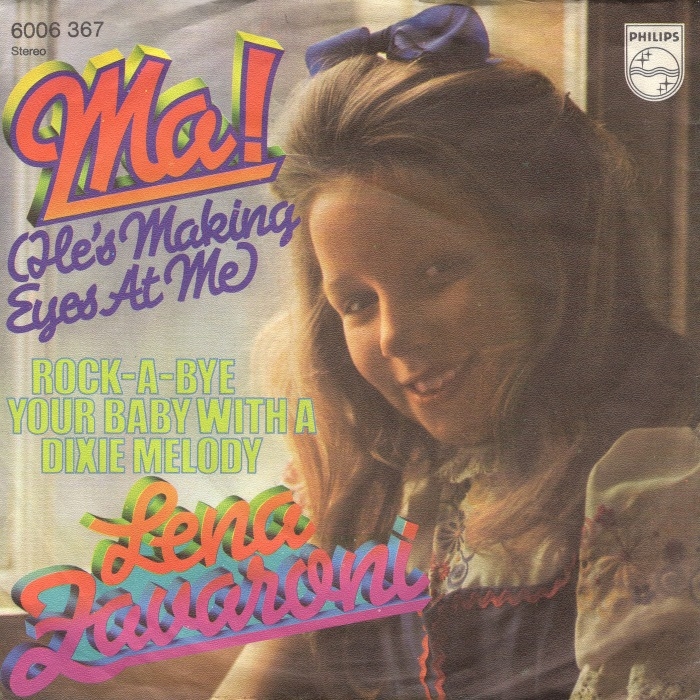 6006 367
Stereo
PHILIPS
Ma!
(He's Making
Eyes At Me)
ROCK-A-BYE
YOUR BABY WITH A
DIXIE MELODY
Lena
Zavaroni